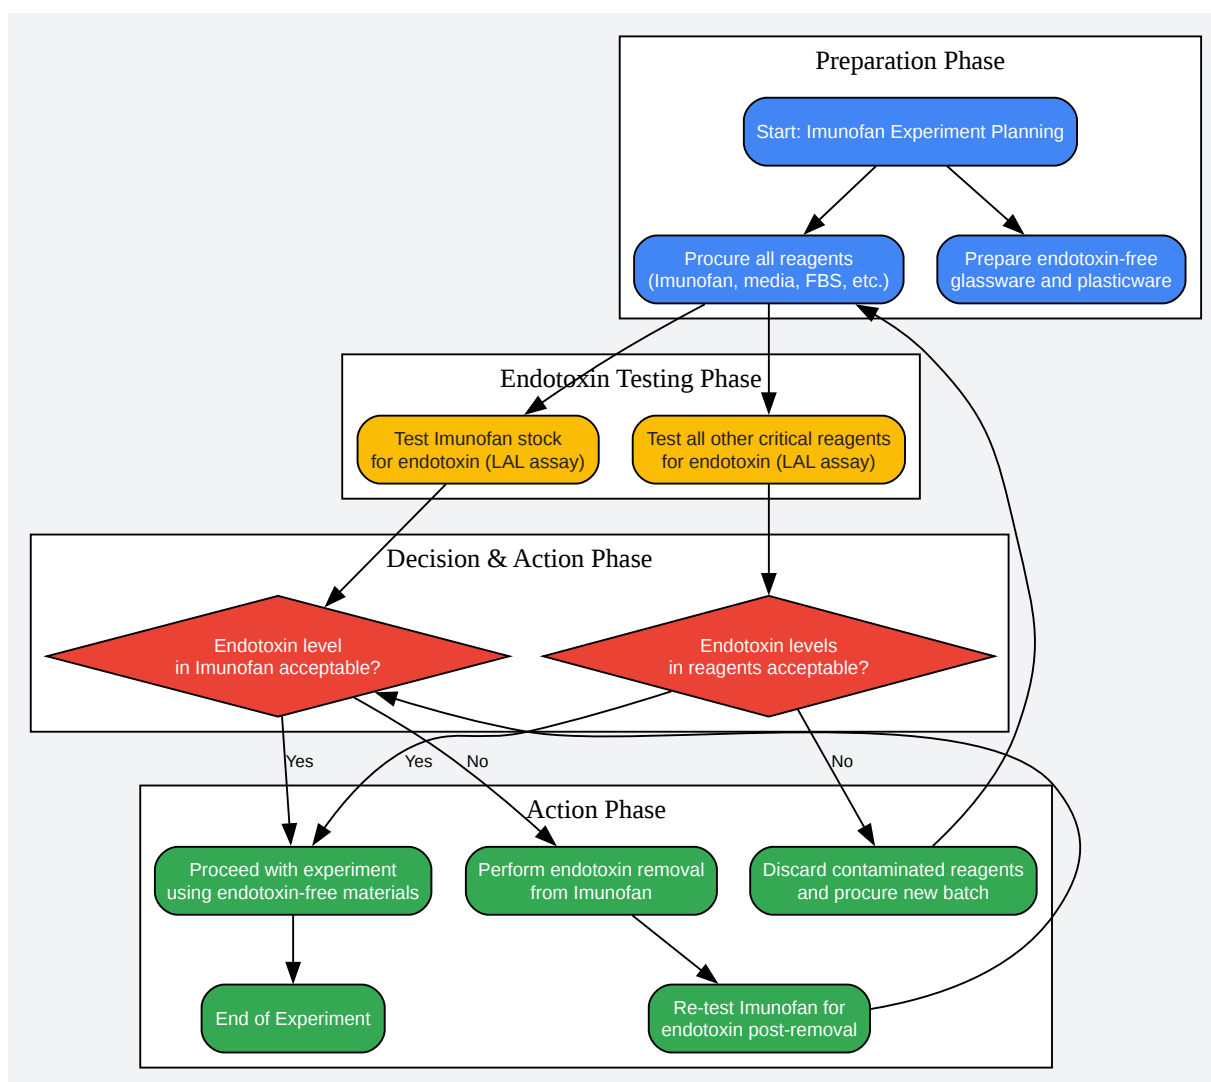 Preparation Phase
Start: Imunofan Experiment Planning
Procure all reagents
(Imunofan, media, FBS, etc.)
Prepare endotoxin-free
glassware and plasticware
Endotoxin Testing Phase
Test Imunofan stock
for endotoxin (LAL assay)
Test all other critical reagents
for endotoxin (LAL assay)
Decision & Action Phase
Endotoxin level
in Imunofan acceptable?
Endotoxin levels
in reagents acceptable?
Yes
Yes
No
No
Action Phase
Proceed with experiment
using endotoxin-free materials
Perform endotoxin removal
from Imunofan
Discard contaminated reagents
and procure new batch
End of Experiment
Re-test Imunofan for
endotoxin post-removal